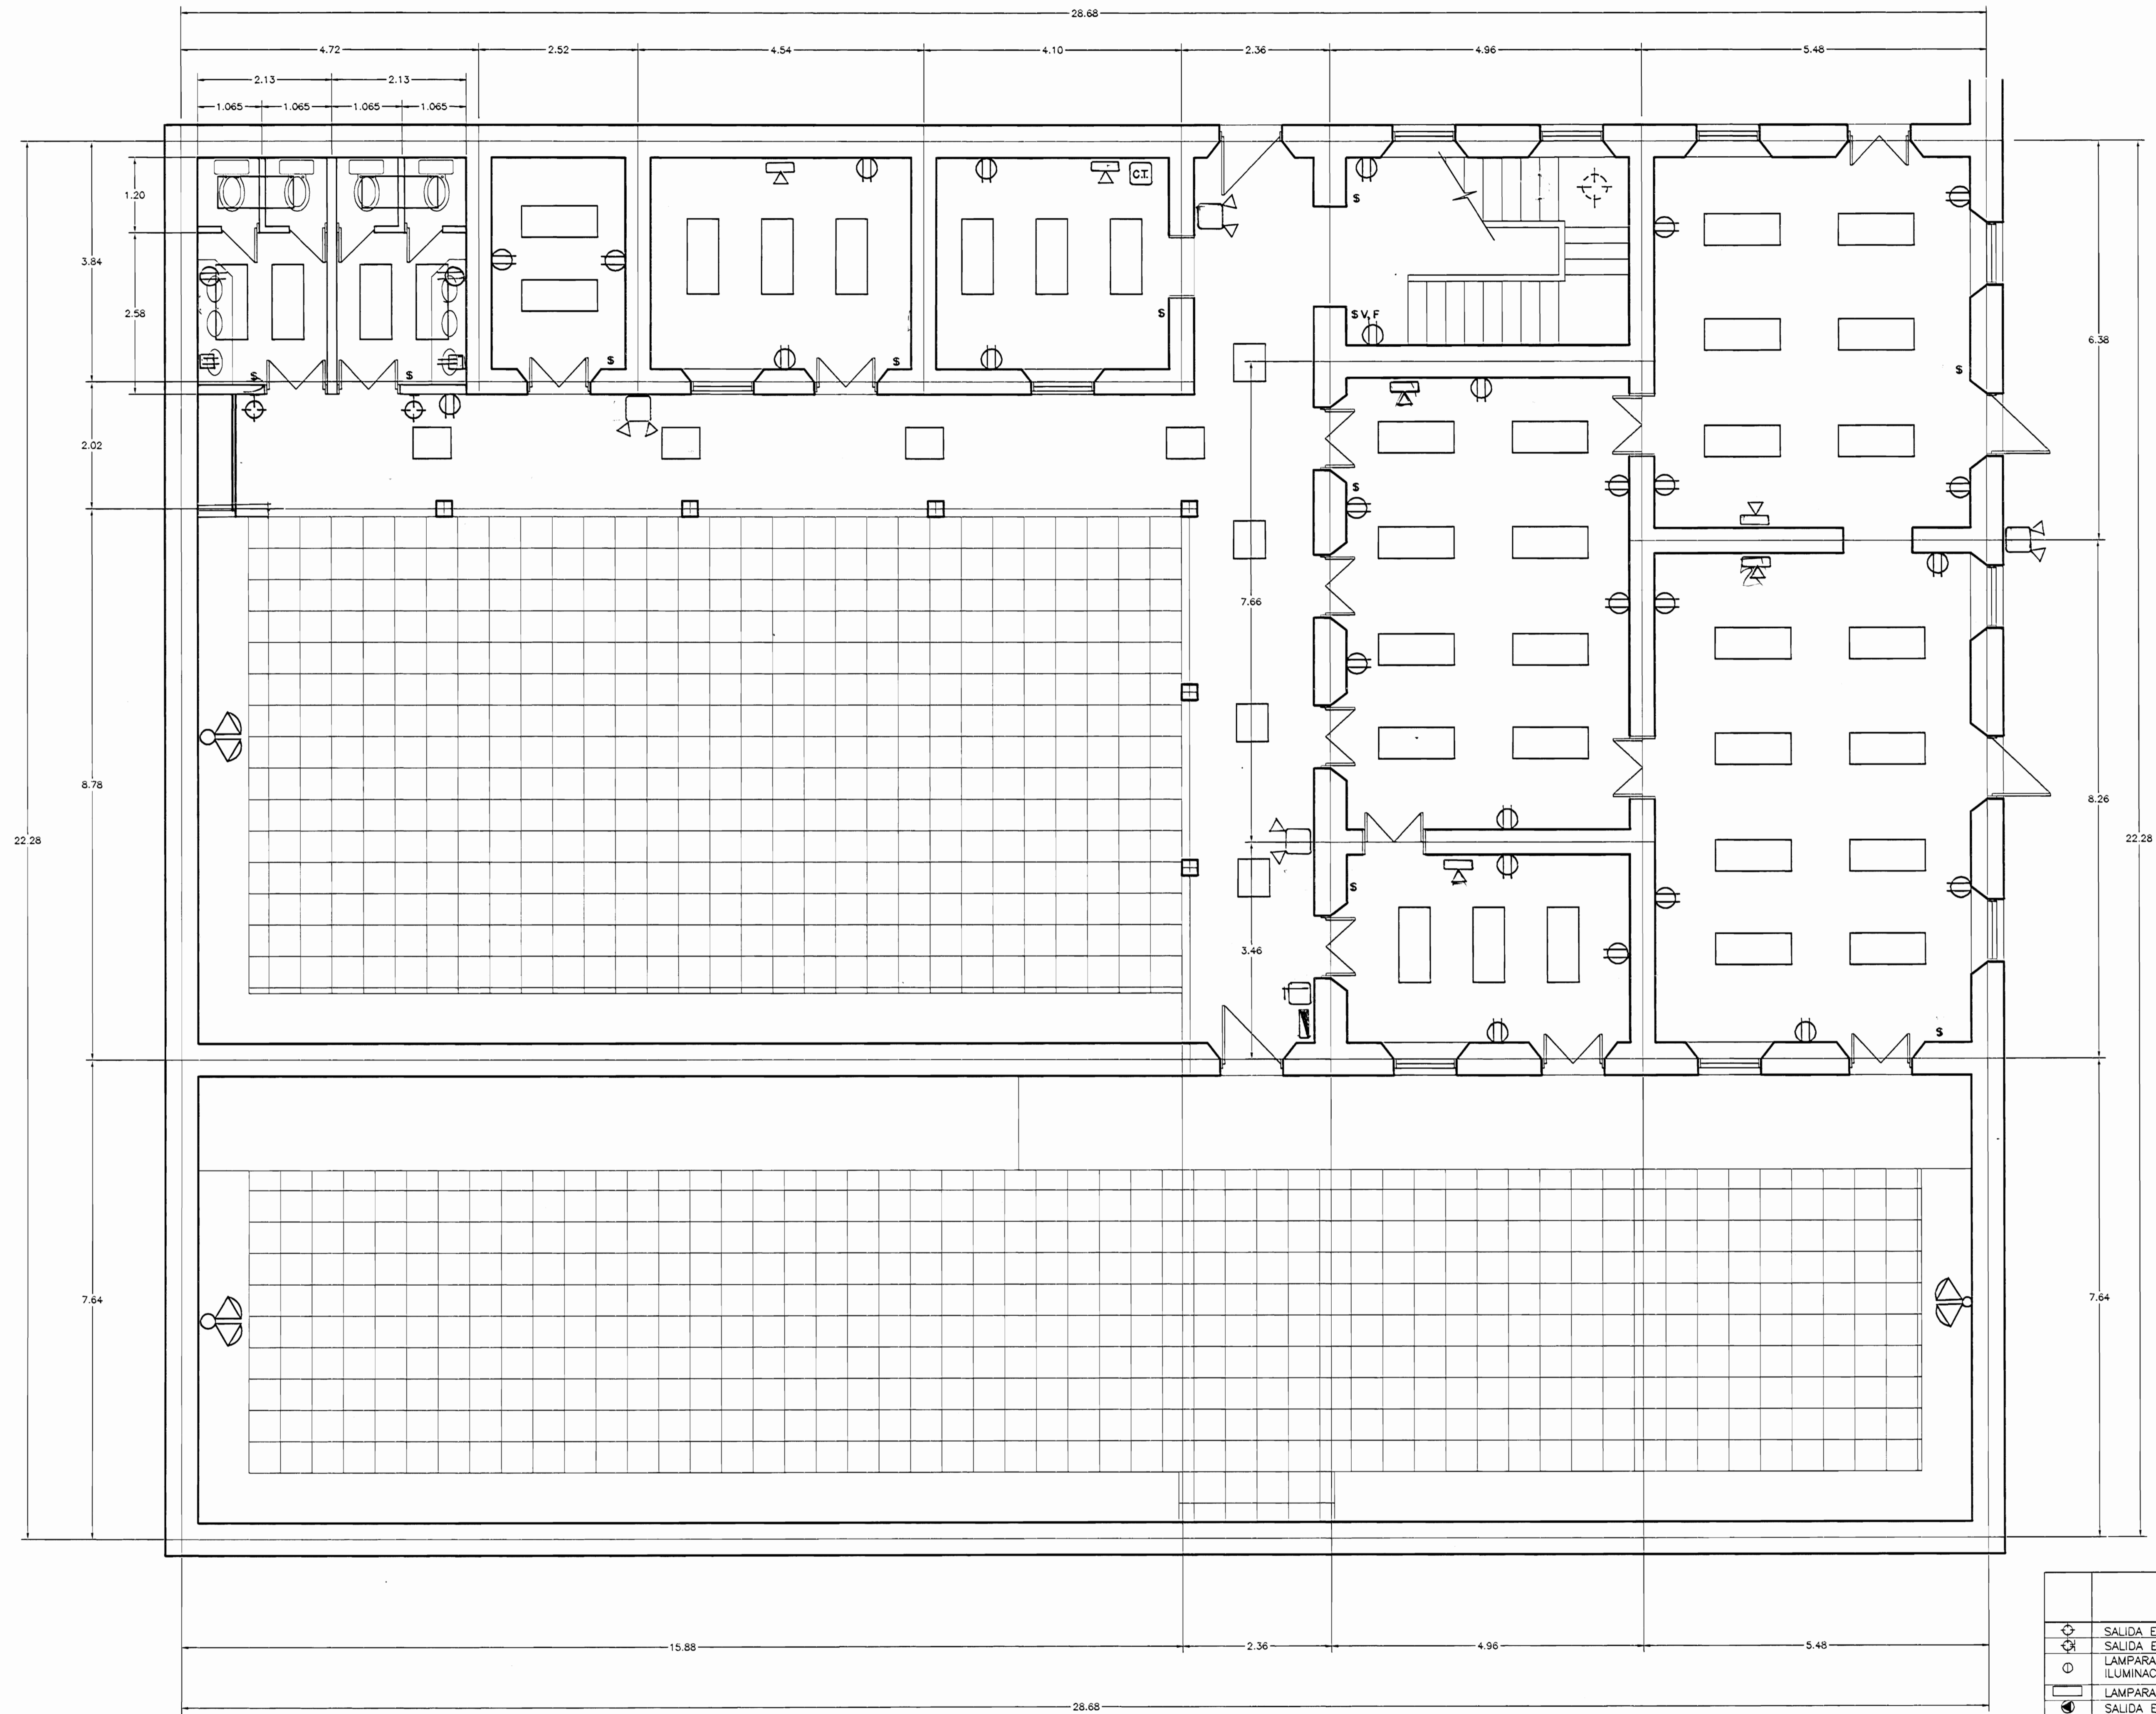 28.68
4.72 2.52 4.54 4.10 2.36 4.96 5.48
2.13 2.13
1.065 1.065 1.065 1.065
1.20
C.T.
$
3.84
2.58
$
$ V,F
6.38
$
$ $ $ $
2.02
$
7.66
8.78
8.26
22.28
22.28
$
3.46
$
7.64
7.64
SALIDA E
15.88 2.36 4.96 5.48
SALIDA E
LAMPARA
ILUMINAC
LAMPARA
28.68
SALIDA E